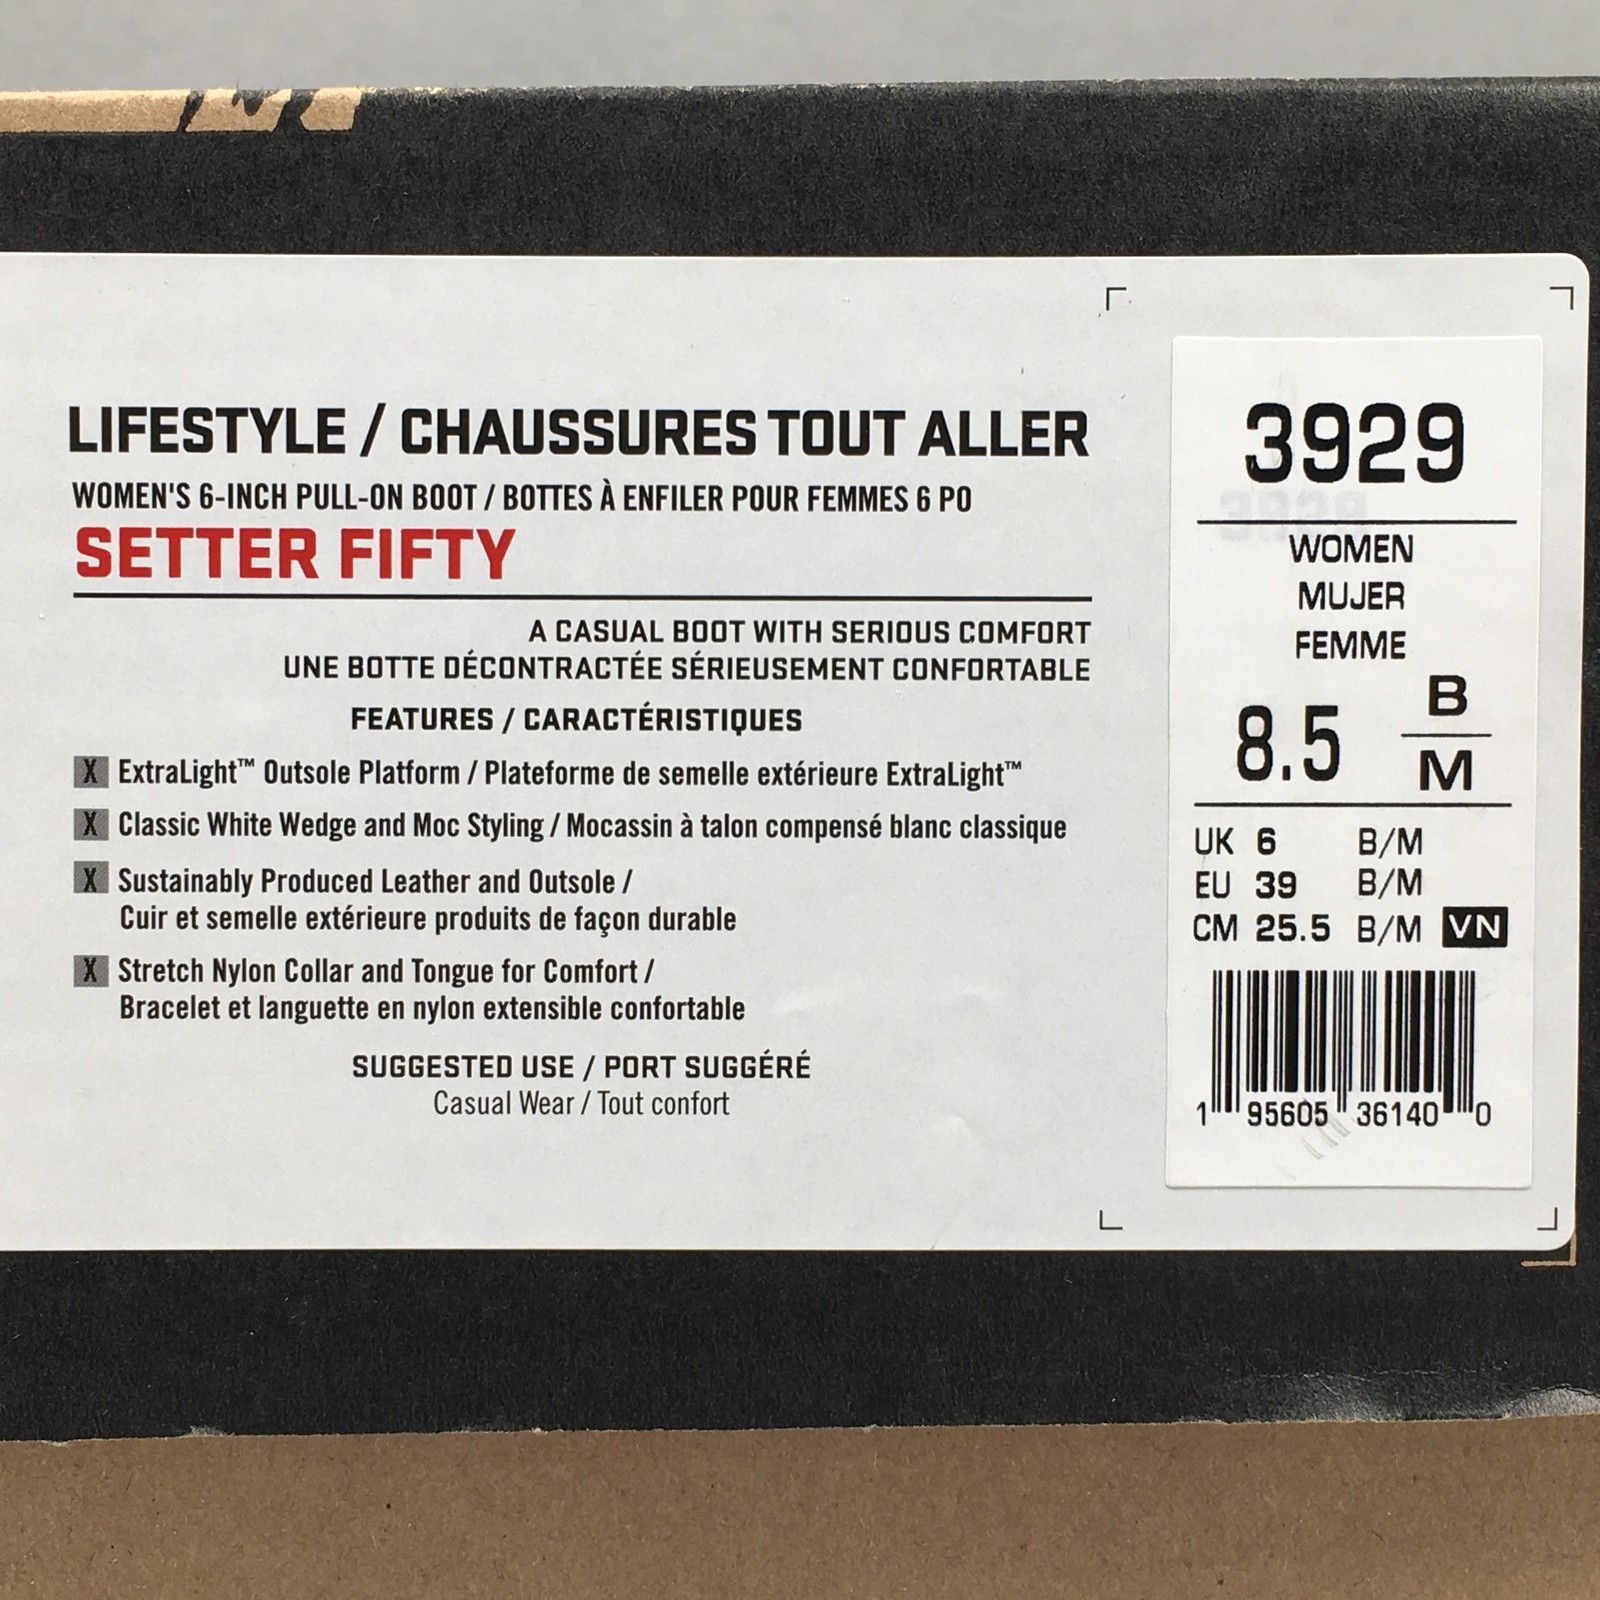 LIFESTYLE / CHAUSSURES TOUT ALLER
WOMEN'S 6-INCH PULL-ON BOOT / BOTTES À ENFILER POUR FEMMES 6 PO
SETTER FIFTY
A CASUAL BOOT WITH SERIOUS COMFORT
UNE BOTTE DÉCONTRACTÉE SÉRIEUSEMENT CONFORTABLE
FEATURES / CARACTÉRISTIQUES
X ExtraLight™ Outsole Platform / Plateforme de semelle extérieure ExtraLight™
X Classic White Wedge and Moc Styling / Mocassin à talon compensé blanc classique
X Sustainably Produced Leather and Outsole /
Cuir et semelle extérieure produits de façon durable
X Stretch Nylon Collar and Tongue for Comfort /
Bracelet et languette en nylon extensible confortable
SUGGESTED USE / PORT SUGGÉRÉ
Casual Wear / Tout confort
3929
WOMEN
MUJER
FEMME
8.5 B/M
UK 6 B/M
EU 39 B/M
CM 25.5 B/M VN
1 95605 36140 0